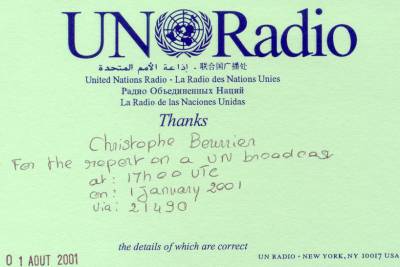 UN Radio
إذاعة الأمم المتحدة . 联合国广播处
United Nations Radio - La Radio des Nations Unies
Радио Объединенных Наций
La Radio de las Naciones Unidas
Thanks
Christophe Beurrier
For the report on a UN broadcast
at: 17h00 UTC
on: 1 January 2001
via: 21490
the details of which are correct
UN RADIO - NEW YORK, NY 10017 USA
0 1 AOUT 2001